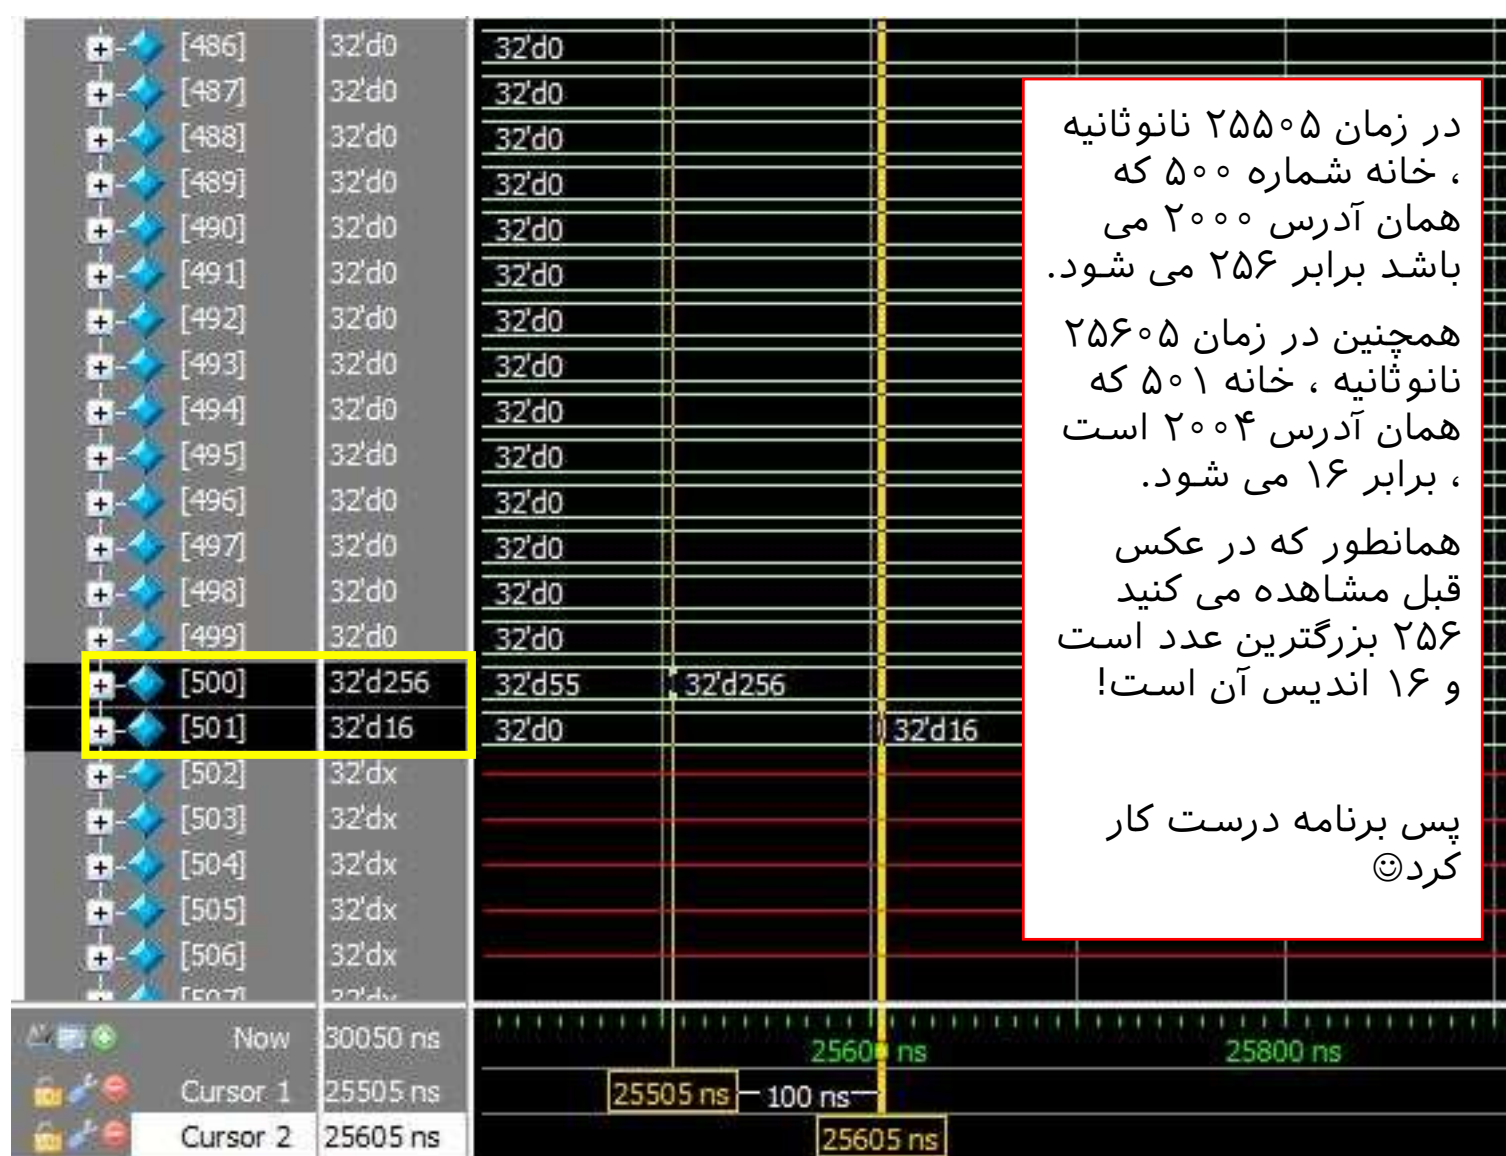 [486] 32'd0 32'd0
[487] 32'd0 32'd0
[488] 32'd0 32'd0
[489] 32'd0 32'd0
[490] 32'd0 32'd0
[491] 32'd0 32'd0
[492] 32'd0 32'd0
[493] 32'd0 32'd0
[494] 32'd0 32'd0
[495] 32'd0 32'd0
[496] 32'd0 32'd0
[497] 32'd0 32'd0
[498] 32'd0 32'd0
[499] 32'd0 32'd0
[500] 32'd256 32'd55 32'd256
[501] 32'd16 32'd0 32'd16
[502] 32'dx
[503] 32'dx
[504] 32'dx
[505] 32'dx
[506] 32'dx
در زمان ۲۵۵۰۵ نانوثانیه
، خانه شماره ۵۰۰ که
همان آدرس ۲۰۰۰ می
باشد برابر ۲۵۶ می شود.
همچنین در زمان ۲۵۶۰۵
نانوثانیه ، خانه ۵۰۱ که
همان آدرس ۲۰۰۴ است
، برابر ۱۶ می شود.
همانطور که در عکس
قبل مشاهده می کنید
۲۵۶ بزرگترین عدد است
و ۱۶ اندیس آن است!
پس برنامه درست کار
کرد☺
Now 30050 ns 25600 ns 25800 ns
Cursor 1 25505 ns 25505 ns 100 ns
Cursor 2 25605 ns 25605 ns